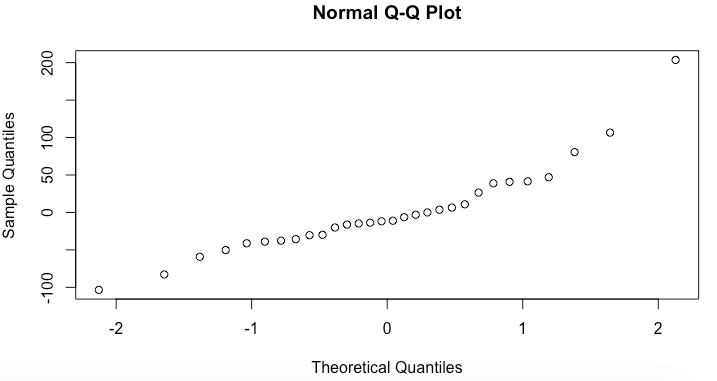 Normal Q-Q Plot
Sample Quantiles
200
100
50
0
-100
-2 -1 0 1 2
Theoretical Quantiles